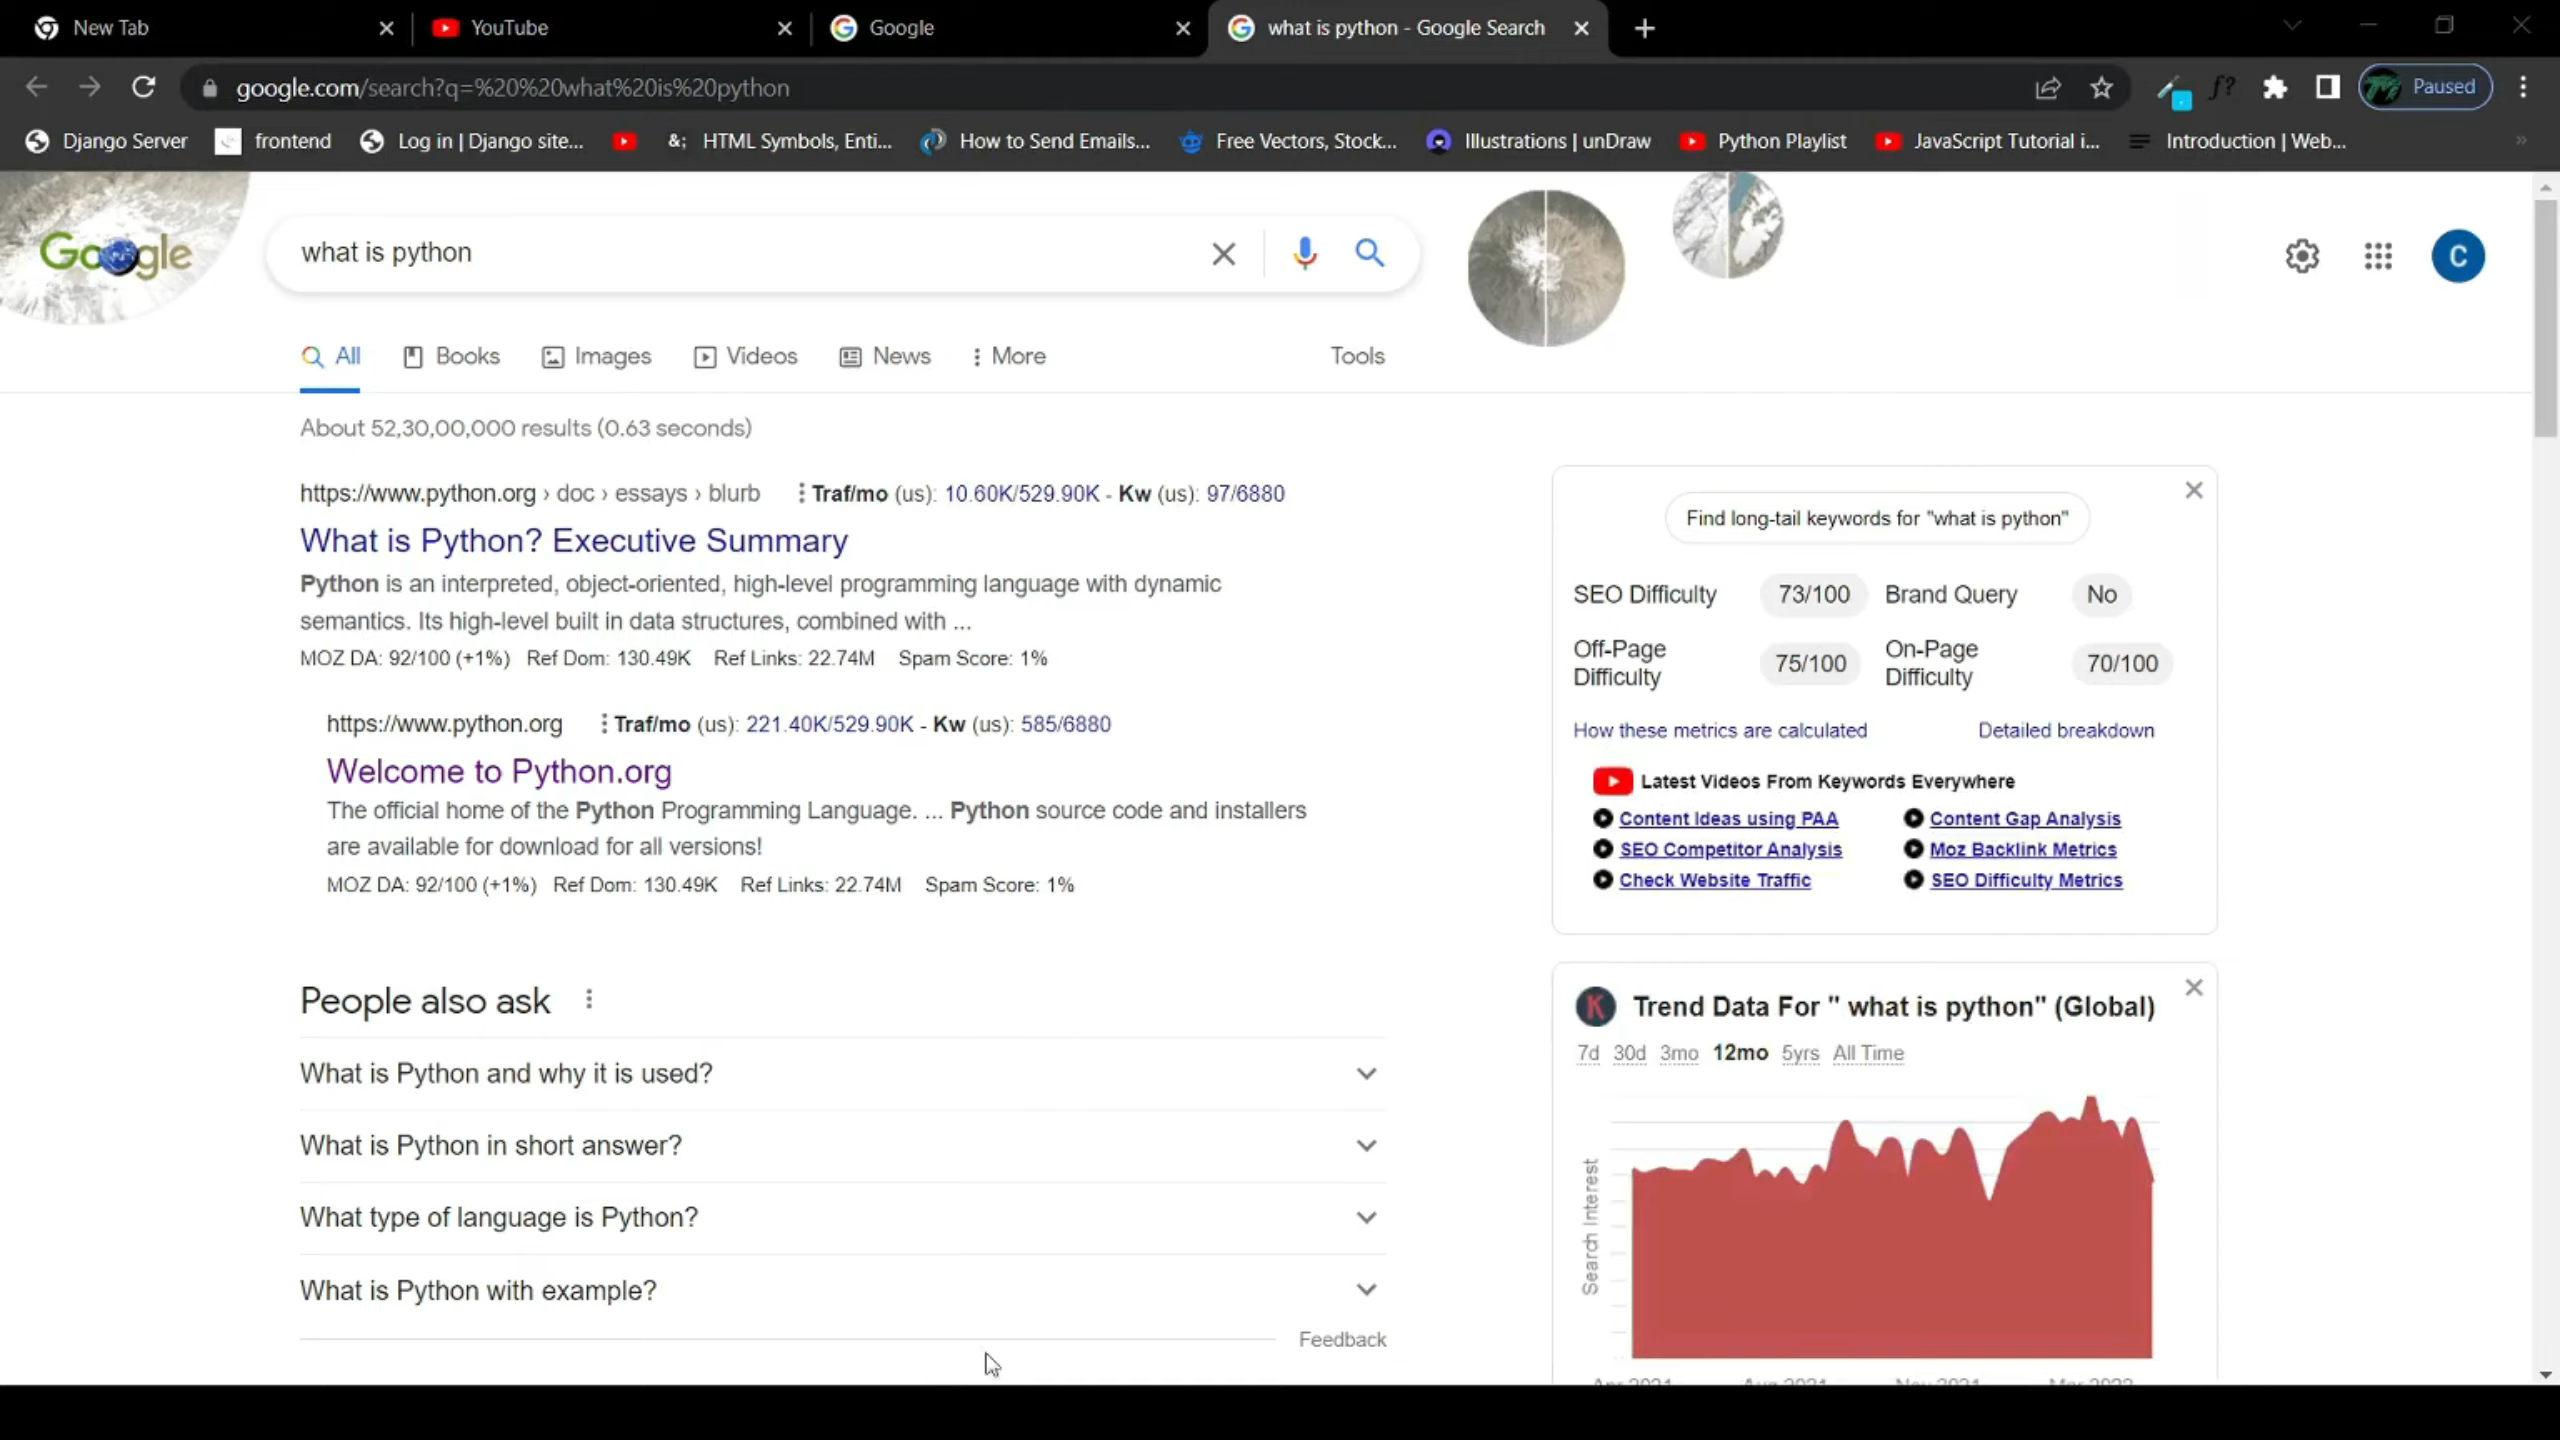 New Tab
YouTube
Google
what is python - Google Search
google.com/search?q=%20%20what%20is%20python
Paused
Django Server
frontend
Log in | Django site...
&; HTML Symbols, Enti...
How to Send Emails...
Free Vectors, Stock...
Illustrations | unDraw
Python Playlist
JavaScript Tutorial i...
Introduction | Web...
»
Google
what is python
C
All
Books
Images
Videos
News
More
Tools
About 52,30,00,000 results (0.63 seconds)
https://www.python.org › doc › essays › blurb
Traf/mo (us): 10.60K/529.90K - Kw (us): 97/6880
What is Python? Executive Summary
Python is an interpreted, object-oriented, high-level programming language with dynamic
semantics. Its high-level built in data structures, combined with ...
MOZ DA: 92/100 (+1%) Ref Dom: 130.49K Ref Links: 22.74M Spam Score: 1%
https://www.python.org
Traf/mo (us): 221.40K/529.90K - Kw (us): 585/6880
Welcome to Python.org
The official home of the Python Programming Language. ... Python source code and installers
are available for download for all versions!
MOZ DA: 92/100 (+1%) Ref Dom: 130.49K Ref Links: 22.74M Spam Score: 1%
People also ask
What is Python and why it is used?
What is Python in short answer?
What type of language is Python?
What is Python with example?
Feedback
Find long-tail keywords for "what is python"
SEO Difficulty 73/100 Brand Query No
Off-Page
Difficulty
75/100
On-Page
Difficulty
70/100
How these metrics are calculated
Detailed breakdown
Latest Videos From Keywords Everywhere
Content Ideas using PAA
Content Gap Analysis
SEO Competitor Analysis
Moz Backlink Metrics
Check Website Traffic
SEO Difficulty Metrics
K
Trend Data For " what is python" (Global)
7d 30d 3mo 12mo 5yrs All Time
Search Interest
Apr 2021 Aug 2021 Nov 2021 Mar 2022